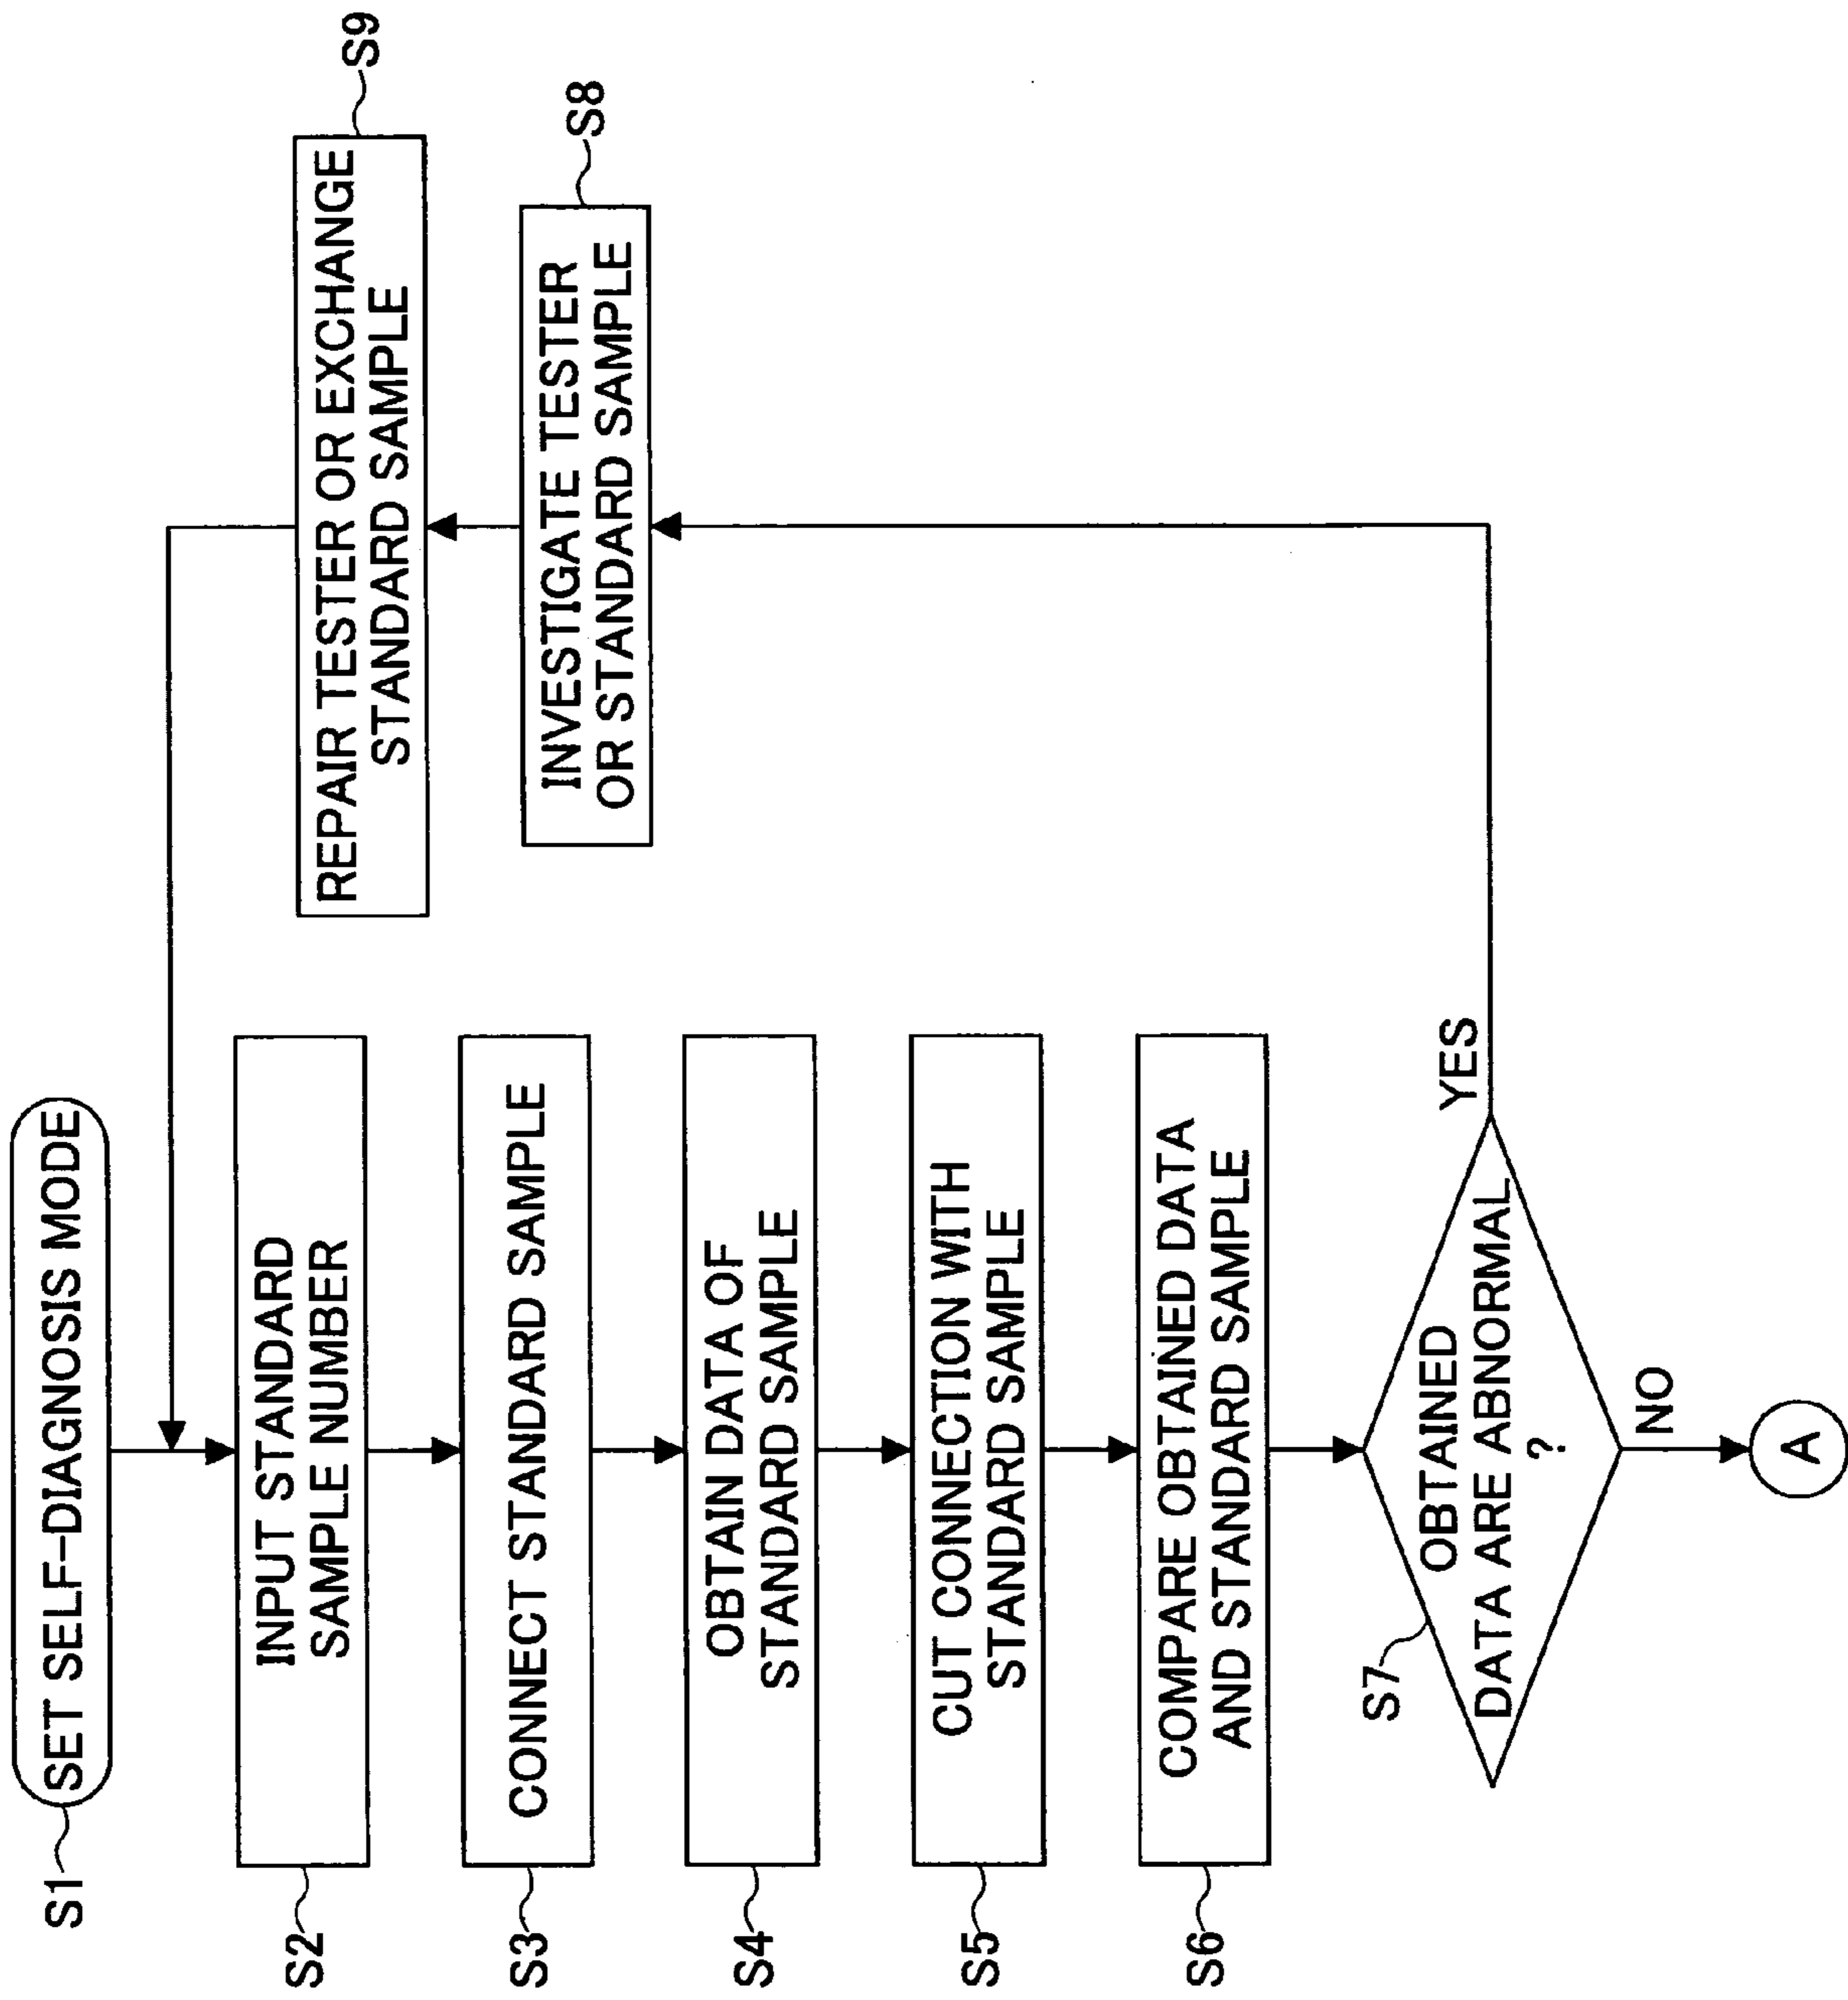 S1
SET SELF-DIAGNOSIS MODE
S2
INPUT STANDARD
SAMPLE NUMBER
S3
CONNECT STANDARD SAMPLE
S4
OBTAIN DATA OF
STANDARD SAMPLE
S5
CUT CONNECTION WITH
STANDARD SAMPLE
S6
COMPARE OBTAINED DATA
AND STANDARD SAMPLE
S7
OBTAINED
DATA ARE ABNORMAL
?
YES
NO
A
S8
INVESTIGATE TESTER
OR STANDARD SAMPLE
S9
REPAIR TESTER OR EXCHANGE
STANDARD SAMPLE